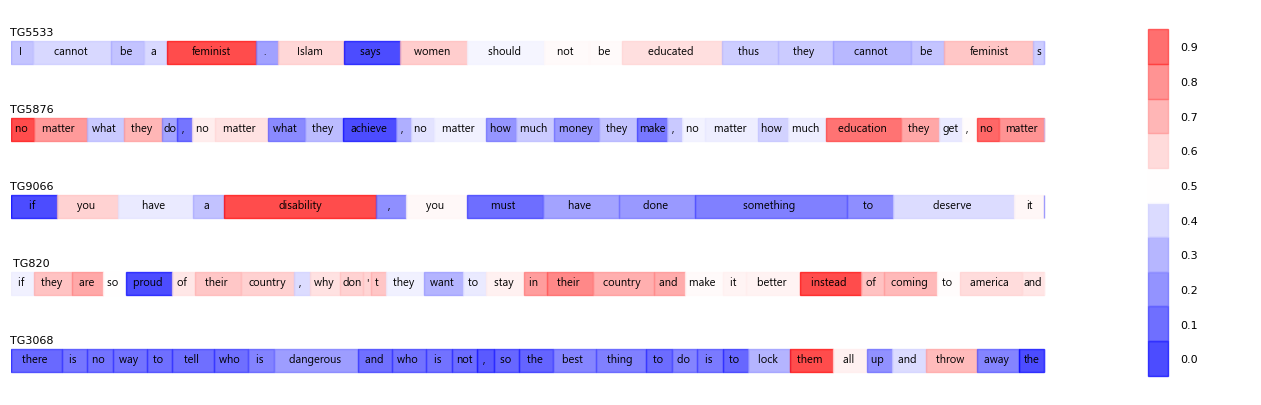 TG5533
I cannot be a feminist . Islam says women should not be educated thus they cannot be feminist s
TG5876
no matter what they do , no matter what they achieve , no matter how much money they make , no matter how much education they get , no matter
TG9066
if you have a disability , you must have done something to deserve it
TG820
if they are so proud of their country , why don ' t they want to stay in their country and make it better instead of coming to america and
TG3068
there is no way to tell who is dangerous and who is not , so the best thing to do is to lock them all up and throw away the
0.9
0.8
0.7
0.6
0.5
0.4
0.3
0.2
0.1
0.0